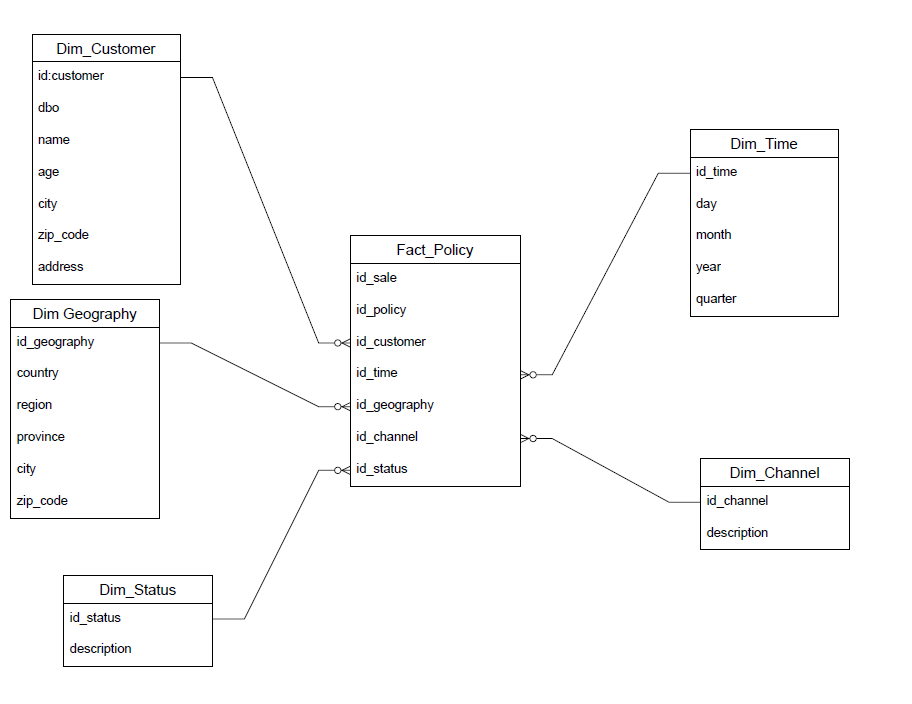 Dim_Customer
id:customer
dbo
name
age
city
zip_code
address
Dim Geography
id_geography
country
region
province
city
zip_code
Dim_Status
id_status
description
Fact_Policy
id_sale
id_policy
id_customer
id_time
id_geography
id_channel
id_status
Dim_Time
id_time
day
month
year
quarter
Dim_Channel
id_channel
description